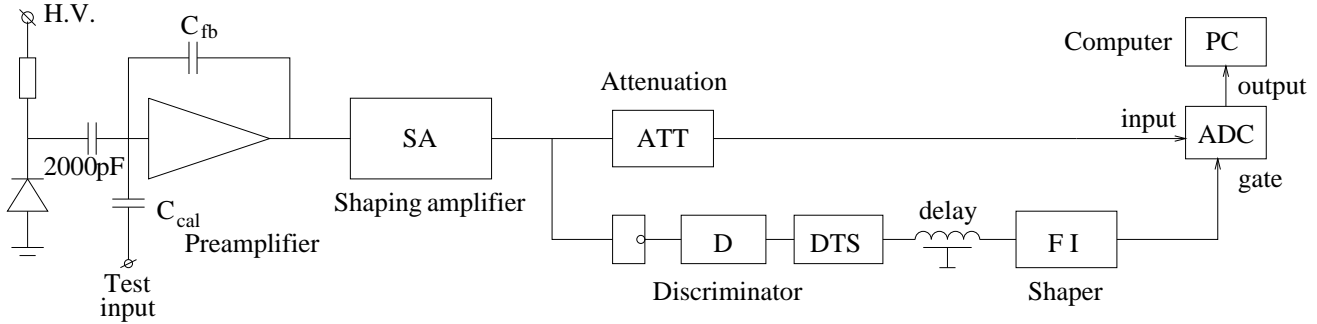 H.V.
C fb
Computer
PC
output
Attenuation
input
ADC
gate
SA
ATT
2000pF
Shaping amplifier
C cal
Preamplifier
delay
D
DTS
F I
Discriminator
Shaper
Test
input